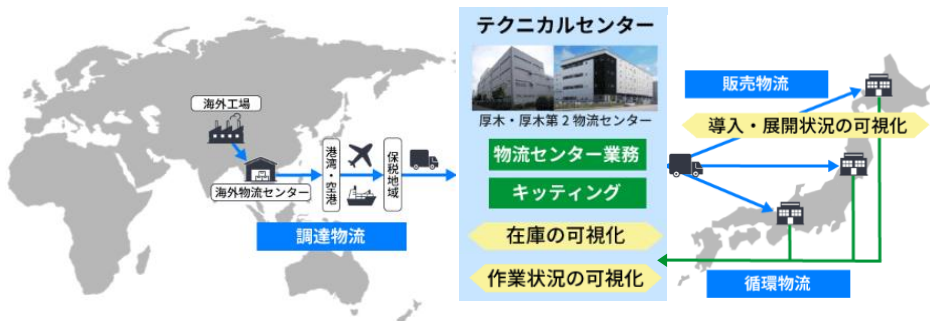 海外工場
海外物流センター
港湾・空港
保税地域
調達物流
テクニカルセンター
厚木・厚木第2物流センター
物流センター業務
キッティング
在庫の可視化
作業状況の可視化
販売物流
導入・展開状況の可視化
循環物流